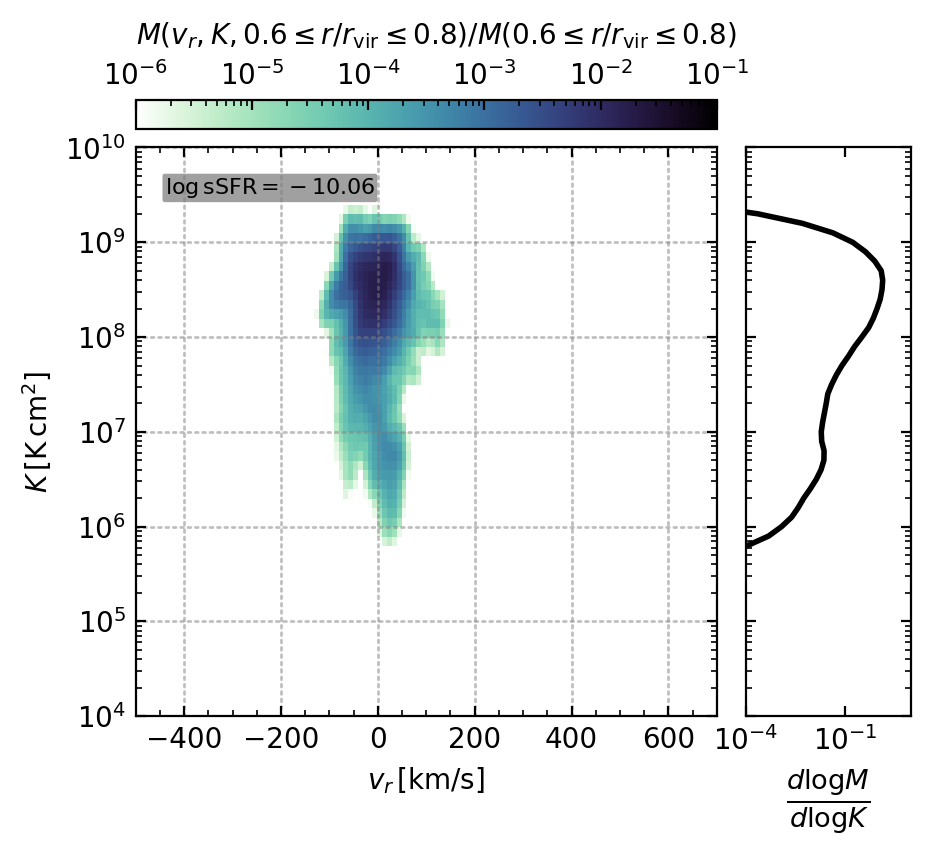 M(v_r, K, 0.6 ≤ r/r_vir ≤ 0.8)/M(0.6 ≤ r/r_vir ≤ 0.8)
10^−6 10^−5 10^−4 10^−3 10^−2 10^−1
10^10
log sSFR = −10.06
10^9
10^8
10^7
K [K cm^2]
10^6
10^5
10^4
−400 −200 0 200 400 600 10^−4 10^−1
v_r [km/s]
dlogM
dlogK